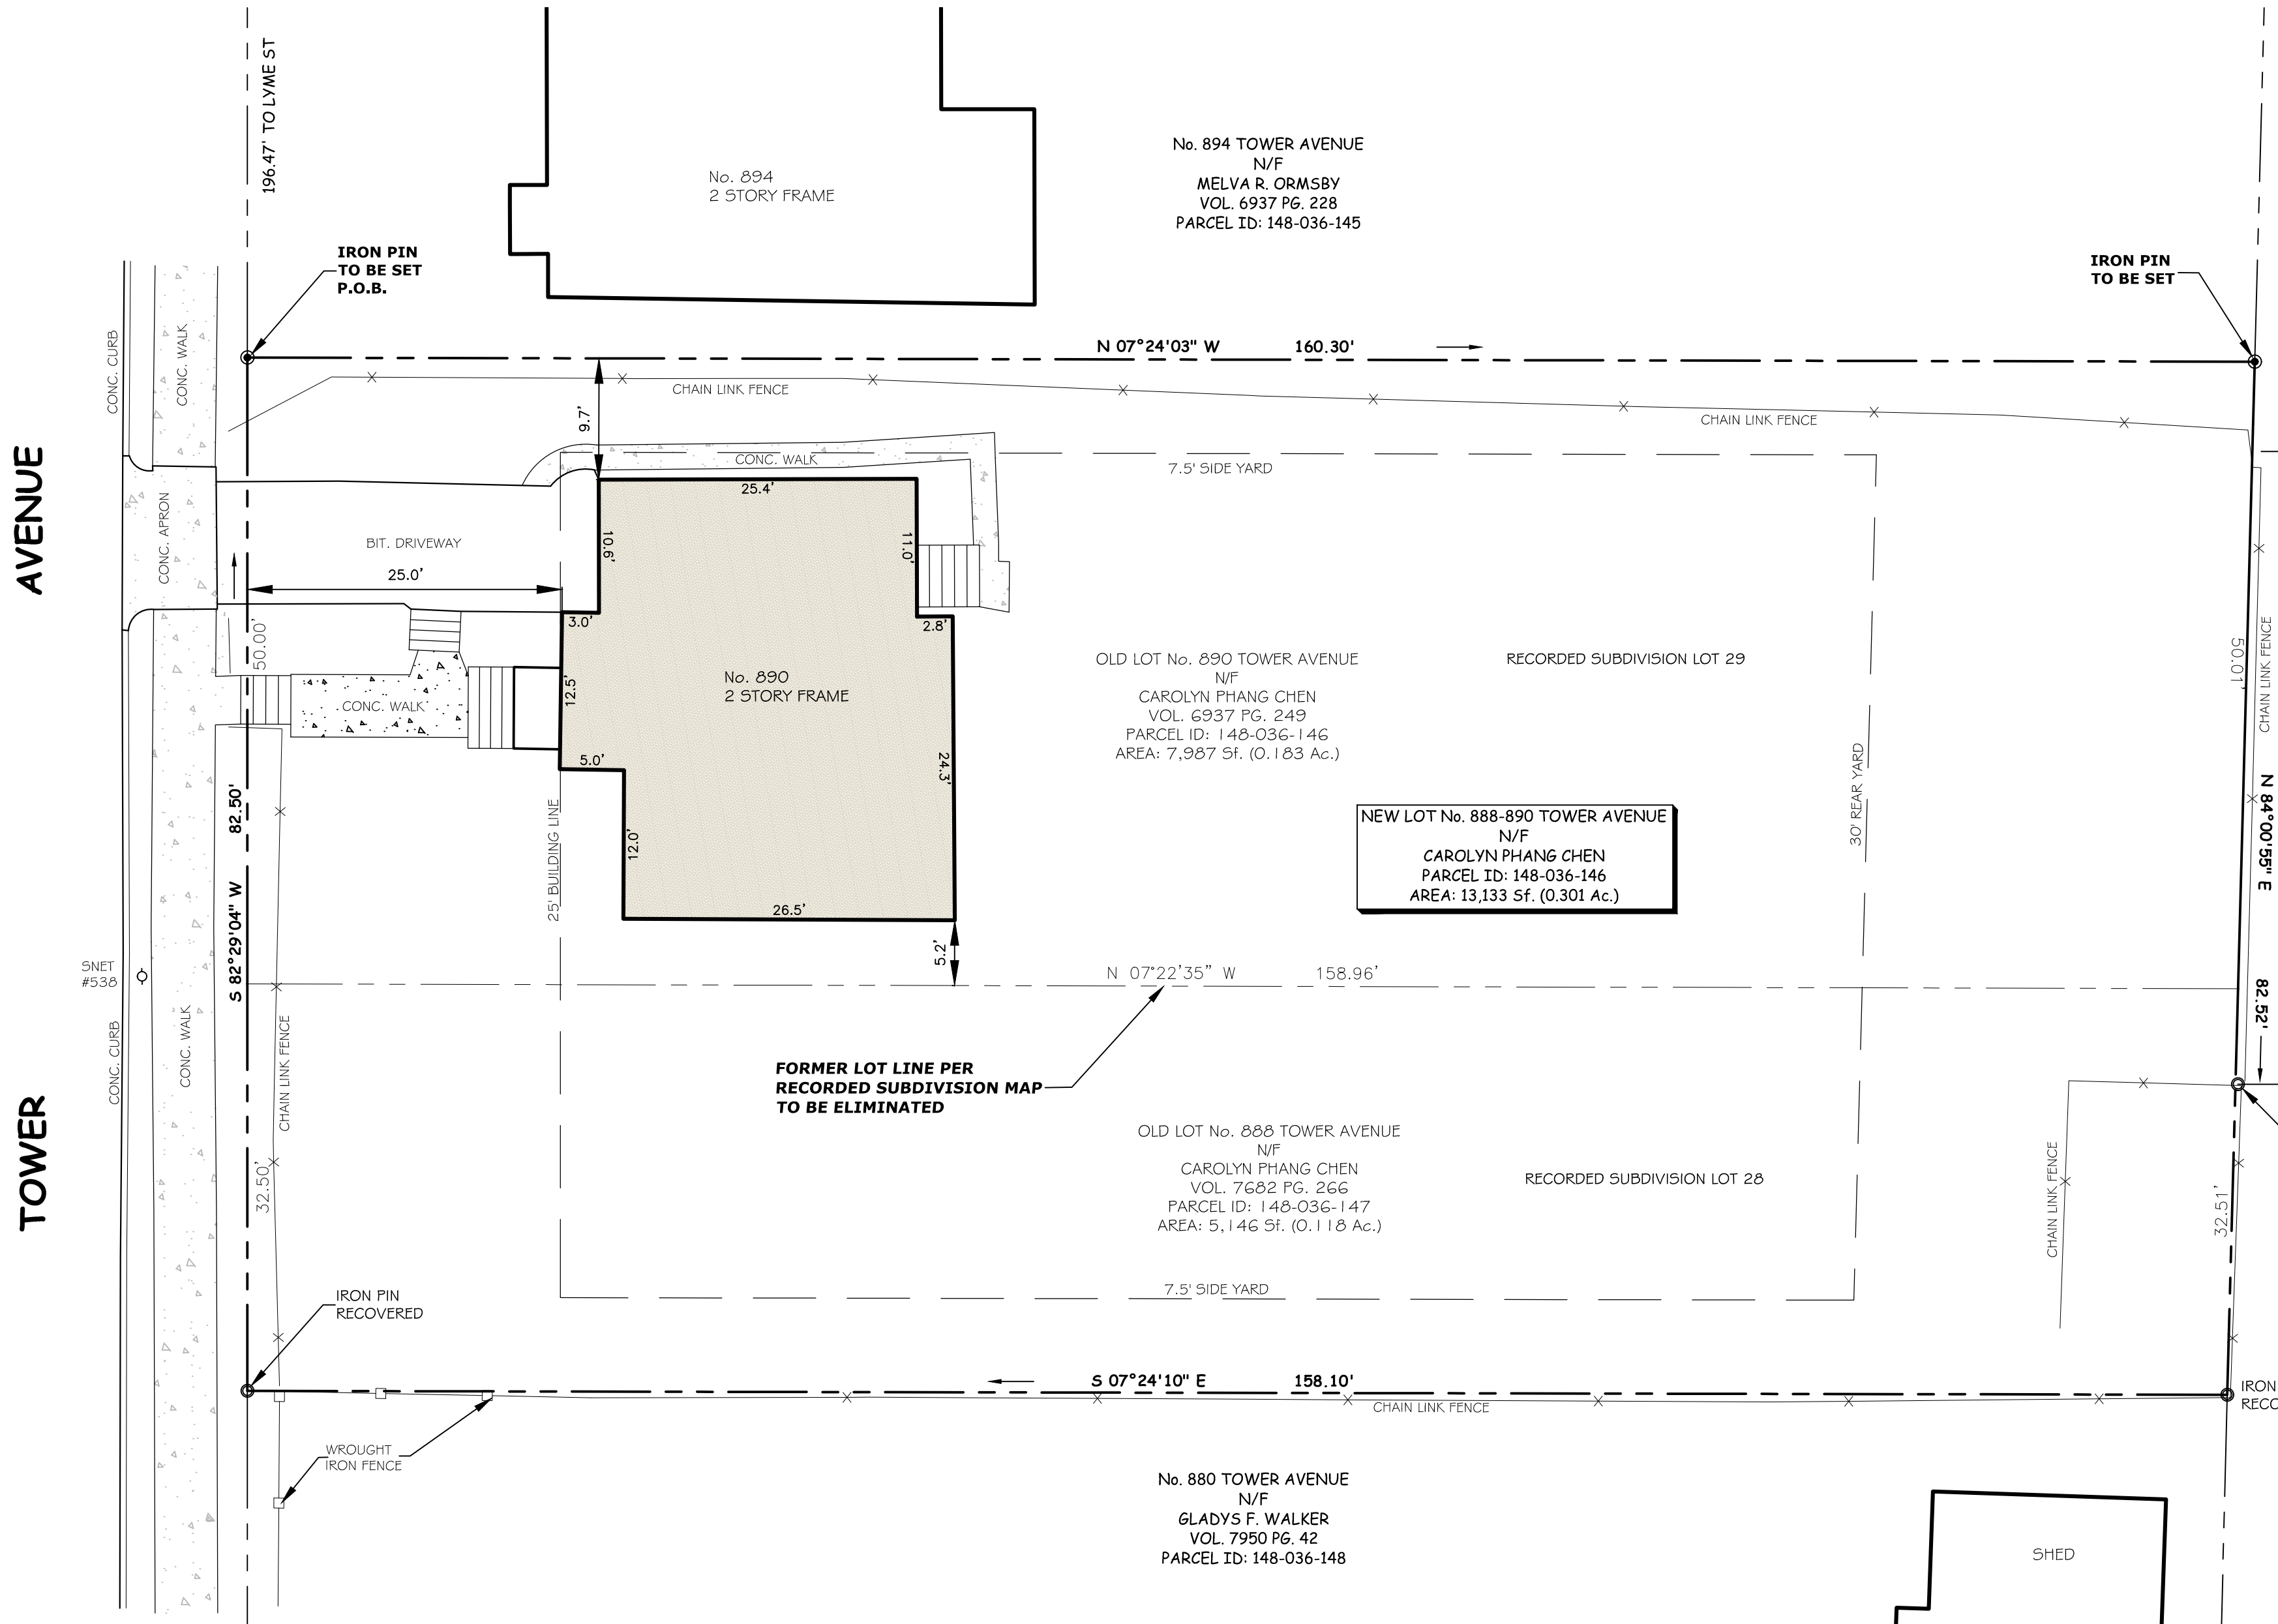 196.47' TO LYME ST
No. 894
2 STORY FRAME
No. 894 TOWER AVENUE
N/F
MELVA R. ORMSBY
VOL. 6937 PG. 228
PARCEL ID: 148-036-145
IRON PIN
TO BE SET
P.O.B.
IRON PIN
TO BE SET
CONC. CURB
CONC. WALK
N 07°24'03" W 160.30'
CHAIN LINK FENCE
CHAIN LINK FENCE
9.7'
CONC. WALK
7.5' SIDE YARD
AVENUE
CONC. APRON
BIT. DRIVEWAY
25.0'
25.4'
10.6'
11.0'
3.0'
2.8'
50.00'
50.01'
CHAIN LINK FENCE
No. 890
2 STORY FRAME
12.5'
CONC. WALK
5.0'
24.3'
12.0'
26.5'
5.2'
OLD LOT No. 890 TOWER AVENUE
N/F
CAROLYN PHANG CHEN
VOL. 6937 PG. 249
PARCEL ID: 148-036-146
AREA: 7,987 Sf. (0.183 Ac.)
RECORDED SUBDIVISION LOT 29
30' REAR YARD
NEW LOT No. 888-890 TOWER AVENUE
N/F
CAROLYN PHANG CHEN
PARCEL ID: 148-036-146
AREA: 13,133 Sf. (0.301 Ac.)
N 84°00'55" E 82.52'
S 82°29'04" W 82.50'
25' BUILDING LINE
SNET
#538
N 07°22'35" W 158.96'
CONC. CURB
CONC. WALK
CHAIN LINK FENCE
FORMER LOT LINE PER
RECORDED SUBDIVISION MAP
TO BE ELIMINATED
TOWER
32.50'
OLD LOT No. 888 TOWER AVENUE
N/F
CAROLYN PHANG CHEN
VOL. 7682 PG. 266
PARCEL ID: 148-036-147
AREA: 5,146 Sf. (0.118 Ac.)
RECORDED SUBDIVISION LOT 28
CHAIN LINK FENCE
32.51'
7.5' SIDE YARD
IRON PIN
RECOVERED
S 07°24'10" E 158.10'
CHAIN LINK FENCE
IRON
RECO
WROUGHT
IRON FENCE
No. 880 TOWER AVENUE
N/F
GLADYS F. WALKER
VOL. 7950 PG. 42
PARCEL ID: 148-036-148
SHED